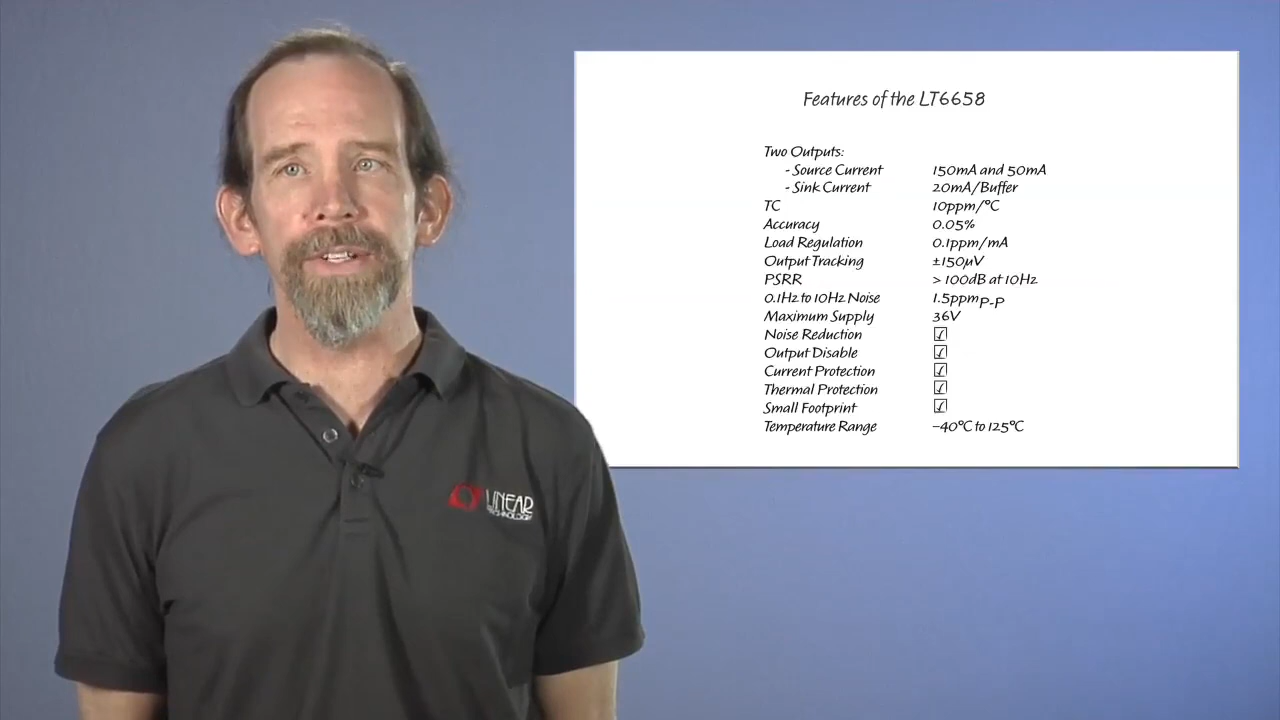 Features of the LT6658
Two Outputs:
- Source Current 150mA and 50mA
- Sink Current 20mA/Buffer
TC 10ppm/°C
Accuracy 0.05%
Load Regulation 0.1ppm/mA
Output Tracking ±150µV
PSRR > 100dB at 10Hz
0.1Hz to 10Hz Noise 1.5ppmP-P
Maximum Supply 36V
Noise Reduction ☑
Output Disable ☑
Current Protection ☑
Thermal Protection ☑
Small Footprint ☑
Temperature Range –40°C to 125°C
LINEAR
TECHNOLOGY